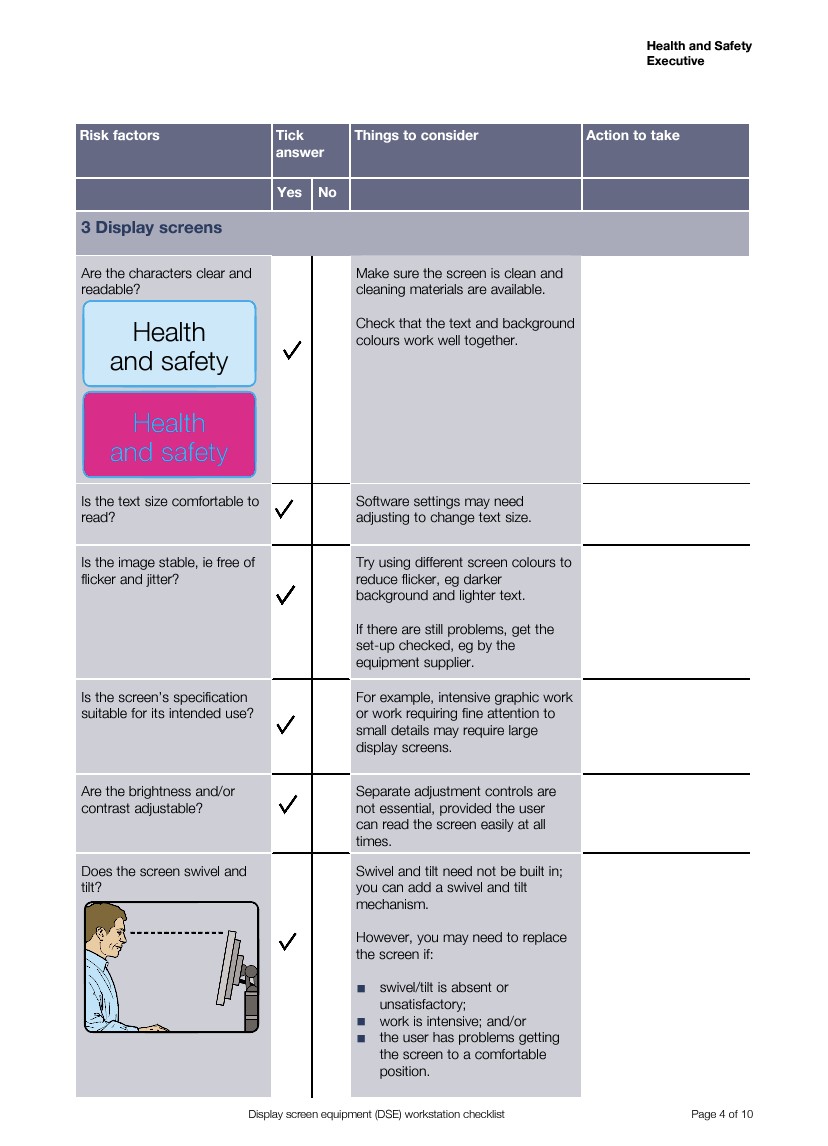 Health and Safety
Executive
Risk factors
Tick
answer
Things to consider
Action to take
Yes
No
3 Display screens
Are the characters clear and
readable?
Health
and safety
Health
and safety
Make sure the screen is clean and
cleaning materials are available.
Check that the text and background
colours work well together.
Is the text size comfortable to
read?
Software settings may need
adjusting to change text size.
Is the image stable, ie free of
flicker and jitter?
Try using different screen colours to
reduce flicker, eg darker
background and lighter text.
If there are still problems, get the
set-up checked, eg by the
equipment supplier.
Is the screen’s specification
suitable for its intended use?
For example, intensive graphic work
or work requiring fine attention to
small details may require large
display screens.
Are the brightness and/or
contrast adjustable?
Separate adjustment controls are
not essential, provided the user
can read the screen easily at all
times.
Does the screen swivel and
tilt?
Swivel and tilt need not be built in;
you can add a swivel and tilt
mechanism.
However, you may need to replace
the screen if:
■ swivel/tilt is absent or
unsatisfactory;
■ work is intensive; and/or
■ the user has problems getting
the screen to a comfortable
position.
Display screen equipment (DSE) workstation checklist
Page 4 of 10